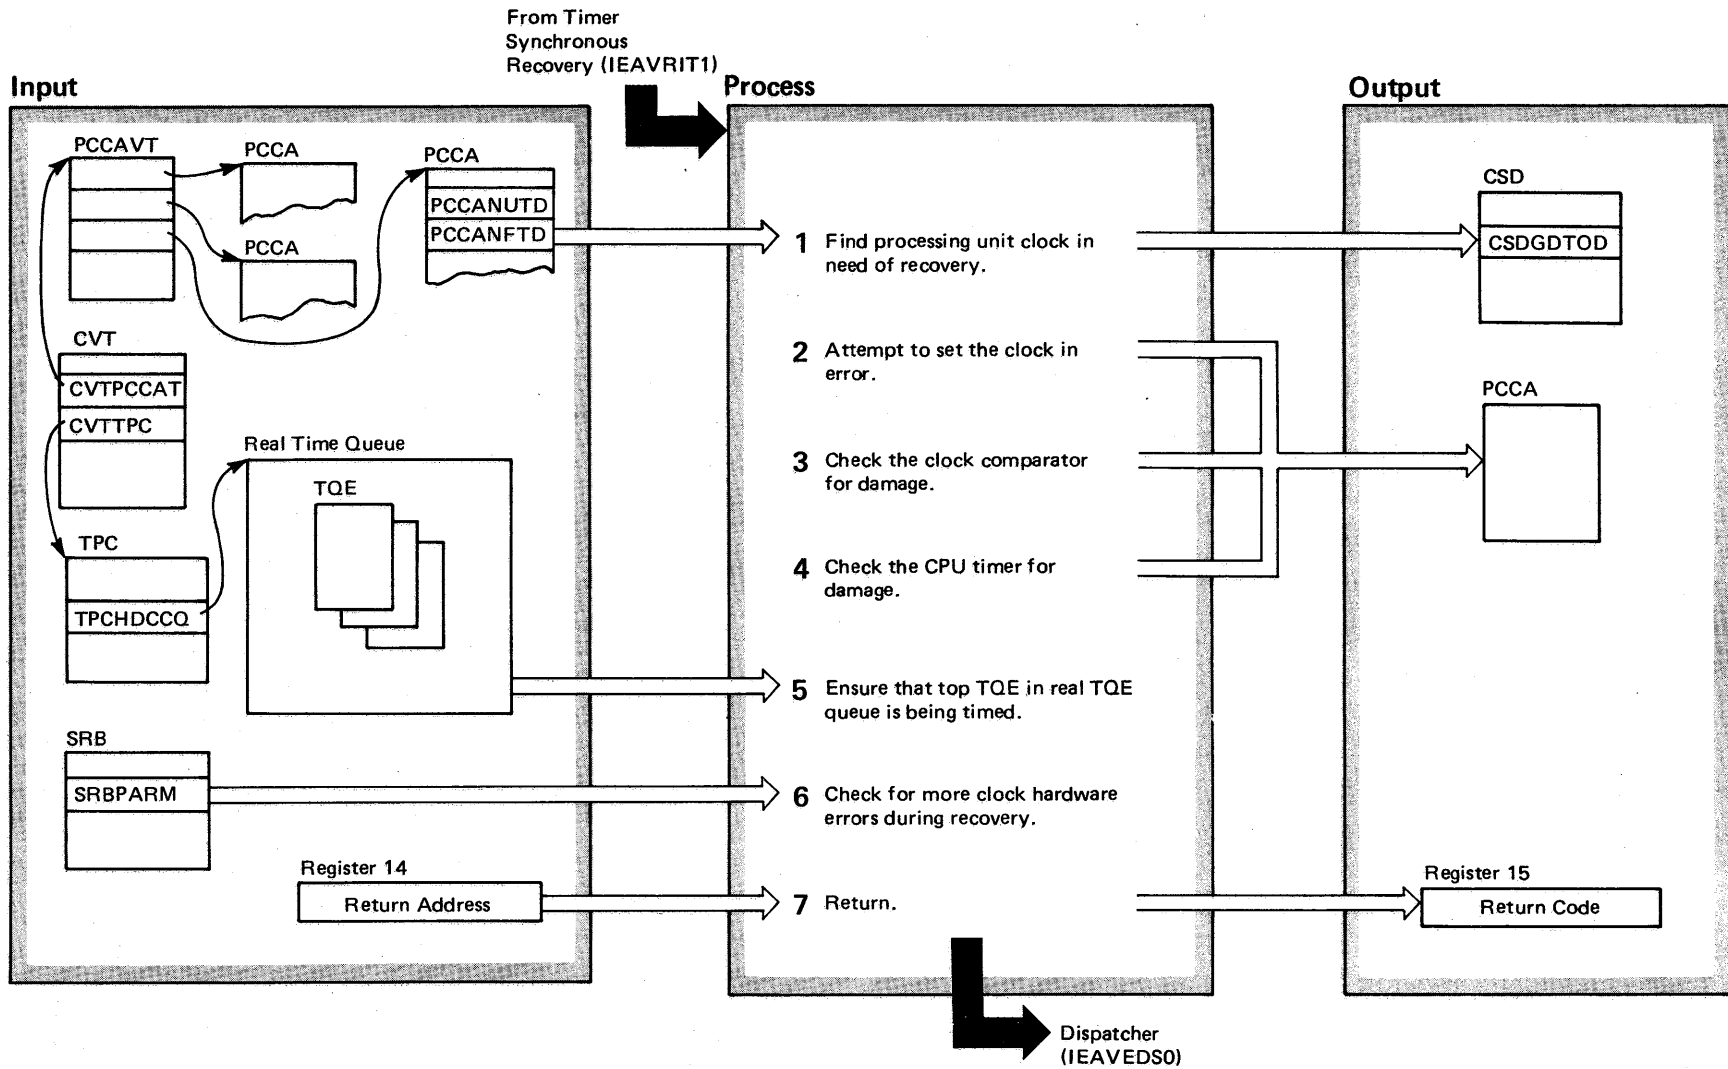 From Timer
Synchronous
Recovery (IEAVRIT1)
Input
Process
Output
PCCAVT
PCCA
PCCA
PCCANUTD
PCCANFTD
PCCA
CVT
CVTPCCAT
CVTTPC
Real Time Queue
TQE
TPC
TPCHDCCQ
SRB
SRBPARM
Register 14
Return Address
1 Find processing unit clock in
need of recovery.
2 Attempt to set the clock in
error.
3 Check the clock comparator
for damage.
4 Check the CPU timer for
damage.
5 Ensure that top TQE in real TQE
queue is being timed.
6 Check for more clock hardware
errors during recovery.
7 Return.
Dispatcher
(IEAVEDS0)
CSD
CSDGDTOD
PCCA
Register 15
Return Code